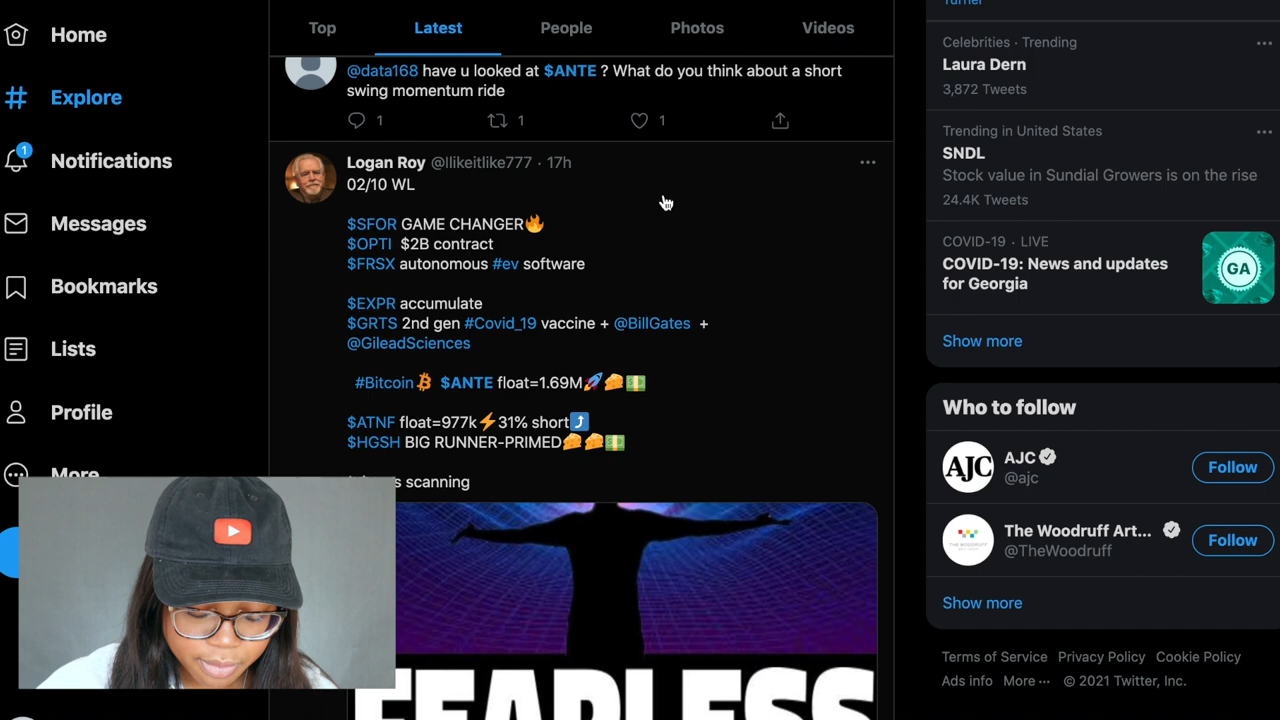 Home
Explore
1
Notifications
Messages
Bookmarks
Lists
Profile
More
Top
Latest
People
Photos
Videos
@data168 have u looked at $ANTE ? What do you think about a short
swing momentum ride
1
1
1
Logan Roy @llikeitlike777 · 17h
02/10 WL
$SFOR GAME CHANGER🔥
$OPTI $2B contract
$FRSX autonomous #ev software
$EXPR accumulate
$GRTS 2nd gen #Covid_19 vaccine + @BillGates +
@GileadSciences
#Bitcoin $ANTE float=1.69M🚀🧀💵
$ATNF float=977k⚡31% short⤴
$HGSH BIG RUNNER-PRIMED🧀🧀💵
scanning
FEARLESS
Turner
Celebrities · Trending
Laura Dern
3,872 Tweets
Trending in United States
SNDL
Stock value in Sundial Growers is on the rise
24.4K Tweets
COVID-19 · LIVE
COVID-19: News and updates
for Georgia
GA
Show more
Who to follow
AJC
AJC
@ajc
Follow
The Woodruff Art...
@TheWoodruff
Follow
Show more
Terms of Service Privacy Policy Cookie Policy
Ads info More ··· © 2021 Twitter, Inc.